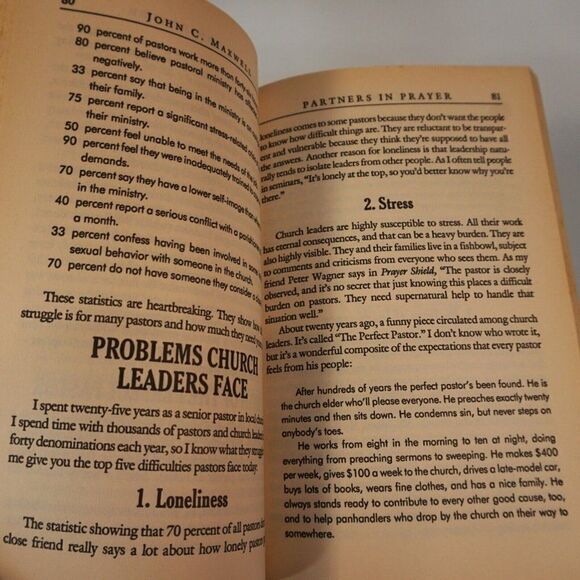 80
JOHN C. MAXWELL
90 percent of pastors work more than forty-six
80 percent believe pastoral ministry has
negatively.
33 percent say that being in the ministry is
their family.
75 percent report a significant stress-related
their ministry.
50 percent feel unable to meet the needs of the
90 percent feel they were inadequately trained
demands.
70 percent say they have a lower self-image
in the ministry.
40 percent report a serious conflict with a
a month.
33 percent confess having been involved in
sexual behavior with someone in the church.
70 percent do not have someone they consider a
These statistics are heartbreaking. They show
struggle is for many pastors and how much they need
PROBLEMS CHURCH
LEADERS FACE
I spent twenty-five years as a senior pastor in local
I spend time with thousands of pastors and church
forty denominations each year, so I know what they
me give you the top five difficulties pastors face today:
1. Loneliness
The statistic showing that 70 percent of all pastors
close friend really says a lot about how lonely
PARTNERS IN PRAYER 81
loneliness comes to some pastors because they don't want the people
to know how difficult things are. They are reluctant to be transpar-
ent and vulnerable because they think they're supposed to have all
the answers. Another reason for loneliness is that leadership natu-
rally tends to isolate leaders from other people. As I often tell people
in seminars, "It's lonely at the top, so you'd better know why you're
there."
2. Stress
Church leaders are highly susceptible to stress. All their work
has eternal consequences, and that can be a heavy burden. They are
also highly visible. They and their families live in a fishbowl, subject
to comments and criticisms from everyone who sees them. As my
friend Peter Wagner says in Prayer Shield, "The pastor is closely
observed, and it's no secret that just knowing this places a difficult
burden on pastors. They need supernatural help to handle that
situation well."
About twenty years ago, a funny piece circulated among church
leaders. It's called "The Perfect Pastor." I don't know who wrote it,
but it's a wonderful composite of the expectations that every pastor
feels from his people:
After hundreds of years the perfect pastor's been found. He is
the church elder who'll please everyone. He preaches exactly twenty
minutes and then sits down. He condemns sin, but never steps on
anybody's toes.
He works from eight in the morning to ten at night, doing
everything from preaching sermons to sweeping. He makes $400
per week, gives $100 a week to the church, drives a late-model car,
buys lots of books, wears fine clothes, and has a nice family. He
always stands ready to contribute to every other good cause, too,
and to help panhandlers who drop by the church on their way to
somewhere.